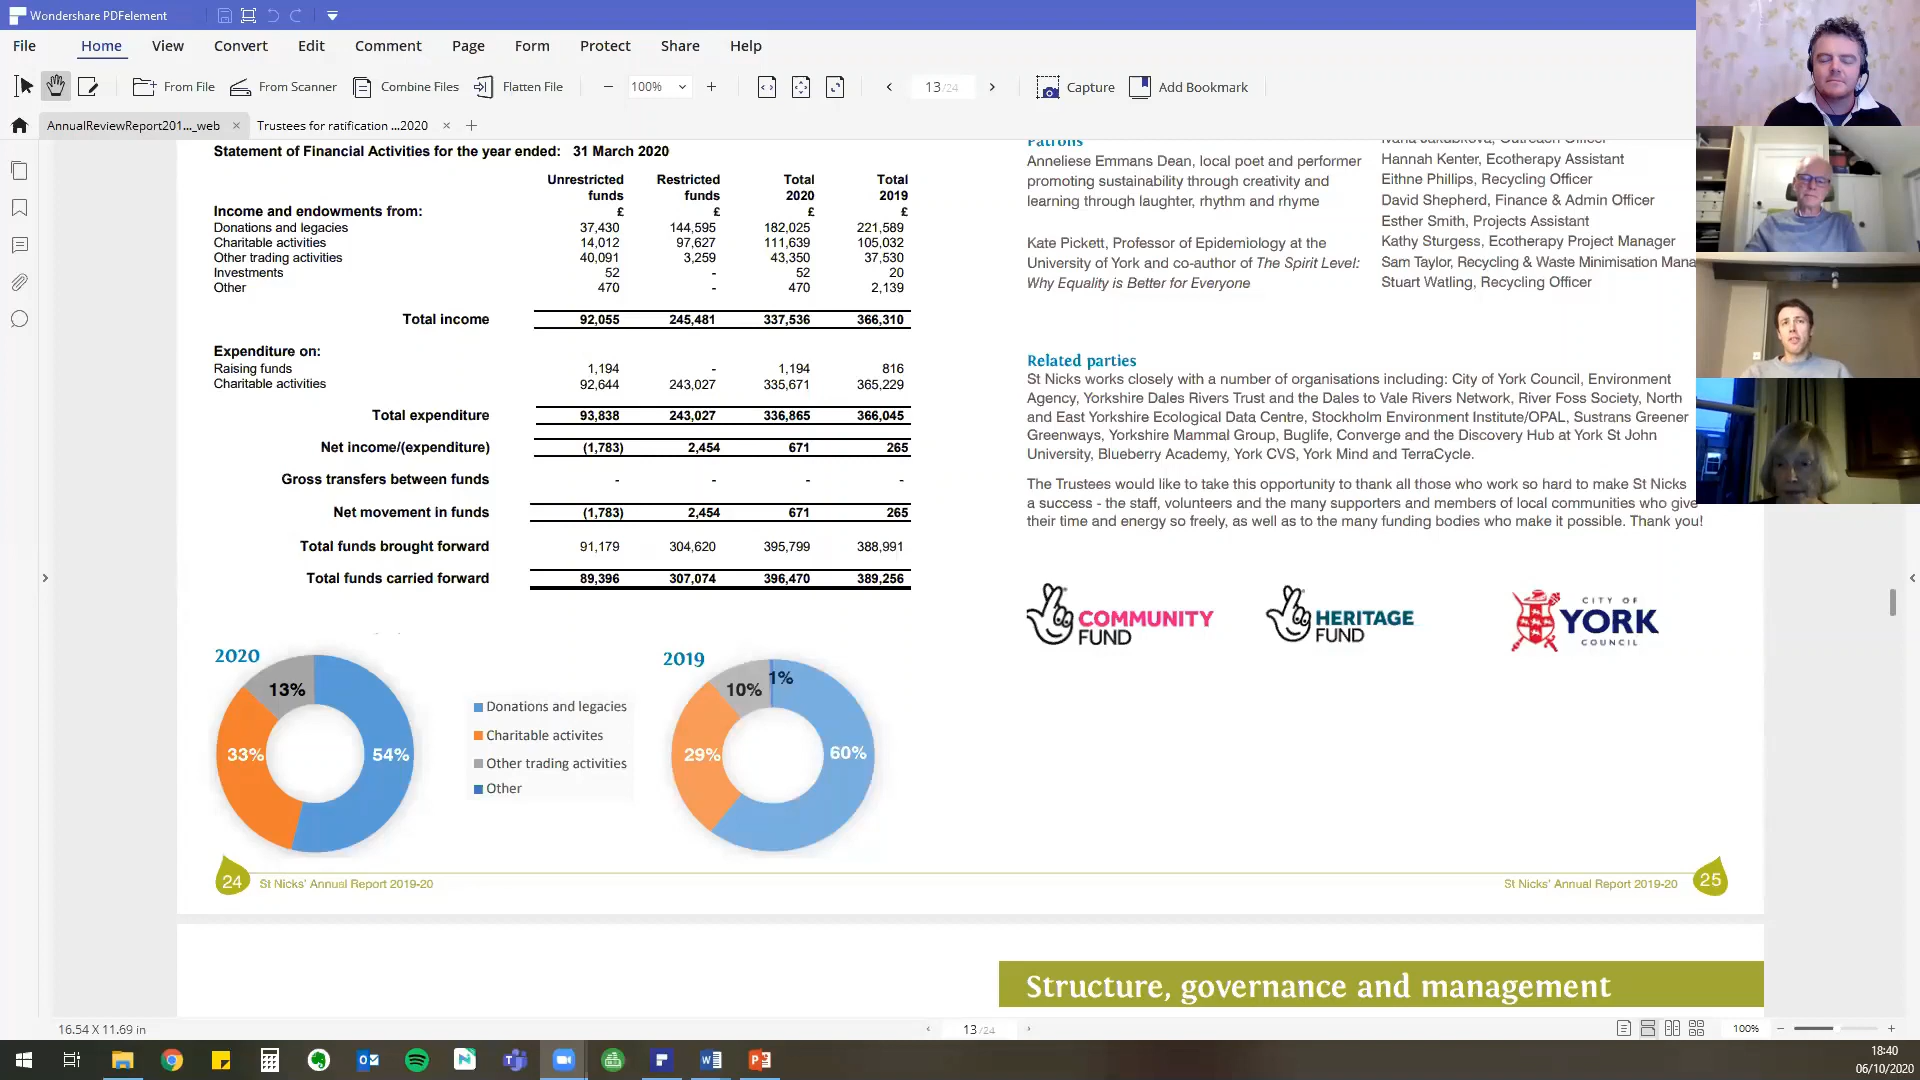 Wondershare PDFelement
File Home View Convert Edit Comment Page Form Protect Share Help
From File From Scanner Combine Files Flatten File 100% 13 /24 Capture Add Bookmark
AnnualReviewReport201..._web × Trustees for ratification ...2020 × +
Statement of Financial Activities for the year ended: 31 March 2020
Unrestricted Restricted Total Total
funds funds 2020 2019
Income and endowments from: £ £ £ £
Donations and legacies 37,430 144,595 182,025 221,589
Charitable activities 14,012 97,627 111,639 105,032
Other trading activities 40,091 3,259 43,350 37,530
Investments 52 - 52 20
Other 470 - 470 2,139
Total income 92,055 245,481 337,536 366,310
Expenditure on:
Raising funds 1,194 - 1,194 816
Charitable activities 92,644 243,027 335,671 365,229
Total expenditure 93,838 243,027 336,865 366,045
Net income/(expenditure) (1,783) 2,454 671 265
Gross transfers between funds - - - -
Net movement in funds (1,783) 2,454 671 265
Total funds brought forward 91,179 304,620 395,799 388,991
Total funds carried forward 89,396 307,074 396,470 389,256
2020
13%
33%
54%
Donations and legacies
Charitable activites
Other trading activities
Other
2019
10%
1%
29%
60%
24 St Nicks' Annual Report 2019-20
Patrons
Anneliese Emmans Dean, local poet and performer
promoting sustainability through creativity and
learning through laughter, rhythm and rhyme
Kate Pickett, Professor of Epidemiology at the
University of York and co-author of The Spirit Level:
Why Equality is Better for Everyone
Ivana Jakubkova, Outreach Officer
Hannah Kenter, Ecotherapy Assistant
Eithne Phillips, Recycling Officer
David Shepherd, Finance & Admin Officer
Esther Smith, Projects Assistant
Kathy Sturgess, Ecotherapy Project Manager
Sam Taylor, Recycling & Waste Minimisation Mana
Stuart Watling, Recycling Officer
Related parties
St Nicks works closely with a number of organisations including: City of York Council, Environment
Agency, Yorkshire Dales Rivers Trust and the Dales to Vale Rivers Network, River Foss Society, North
and East Yorkshire Ecological Data Centre, Stockholm Environment Institute/OPAL, Sustrans Greener
Greenways, Yorkshire Mammal Group, Buglife, Converge and the Discovery Hub at York St John
University, Blueberry Academy, York CVS, York Mind and TerraCycle.
The Trustees would like to take this opportunity to thank all those who work so hard to make St Nicks
a success - the staff, volunteers and the many supporters and members of local communities who give
their time and energy so freely, as well as to the many funding bodies who make it possible. Thank you!
COMMUNITY
FUND
HERITAGE
FUND
CITY OF
YORK
COUNCIL
St Nicks' Annual Report 2019-20 25
Structure, governance and management
16.54 X 11.69 in 13 /24 100%
18:40
06/10/2020